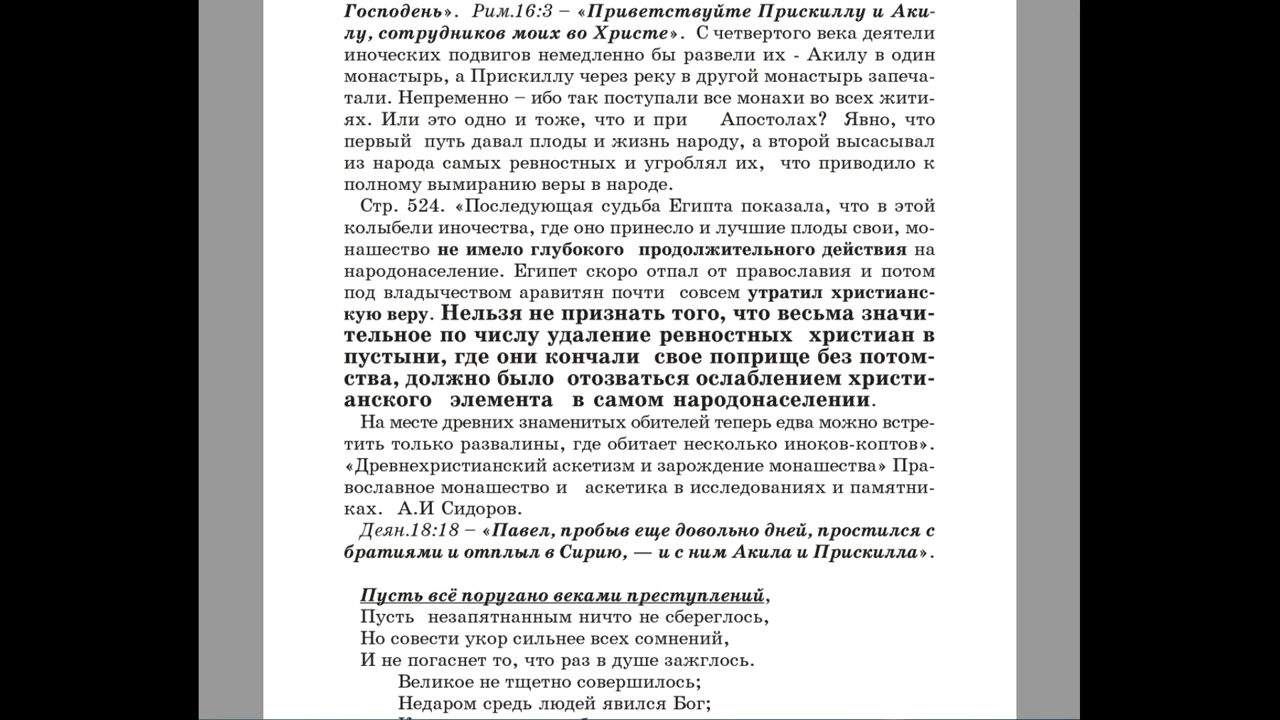 Господень». Рим.16:3 – «Приветствуйте Прискиллу и Аки-
лу, сотрудников моих во Христе». С четвертого века деятели
иноческих подвигов немедленно бы развели их - Акилу в один
монастырь, а Прискиллу через реку в другой монастырь запеча-
тали. Непременно – ибо так поступали все монахи во всех жити-
ях. Или это одно и тоже, что и при Апостолах? Явно, что
первый путь давал плоды и жизнь народу, а второй высасывал
из народа самых ревностных и угроблял их, что приводило к
полному вымиранию веры в народе.
Стр. 524. «Последующая судьба Египта показала, что в этой
колыбели иночества, где оно принесло и лучшие плоды свои, мо-
нашество не имело глубокого продолжительного действия на
народонаселение. Египет скоро отпал от православия и потом
под владычеством аравитян почти совсем утратил христианс-
кую веру. Нельзя не признать того, что весьма значи-
тельное по числу удаление ревностных христиан в
пустыни, где они кончали свое поприще без потом-
ства, должно было отозваться ослаблением христи-
анского элемента в самом народонаселении.
На месте древних знаменитых обителей теперь едва можно встре-
тить только развалины, где обитает несколько иноков-коптов».
«Древнехристианский аскетизм и зарождение монашества» Пра-
вославное монашество и аскетика в исследованиях и памятни-
ках. А.И Сидоров.
Деян.18:18 – «Павел, пробыв еще довольно дней, простился с
братиями и отплыл в Сирию, — и с ним Акила и Прискилла».
Пусть всё поругано веками преступлений,
Пусть незапятнанным ничто не сбереглось,
Но совести укор сильнее всех сомнений,
И не погаснет то, что раз в душе зажглось.
Великое не тщетно совершилось;
Недаром средь людей явился Бог;